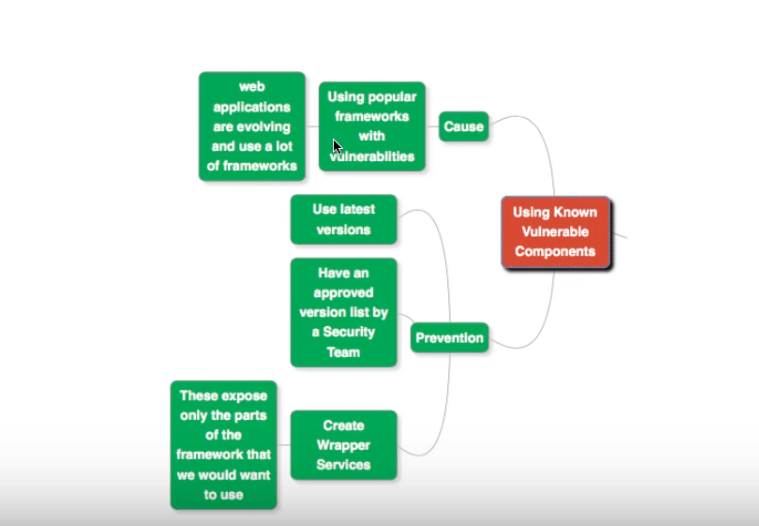 web
applications
are evolving
and use a lot
of frameworks
Using popular
frameworks
with
vulnerabilties
Cause
Using Known
Vulnerable
Components
Use latest
versions
Have an
approved
version list by
a Security
Team
Prevention
These expose
only the parts
of the
framework that
we would want
to use
Create
Wrapper
Services